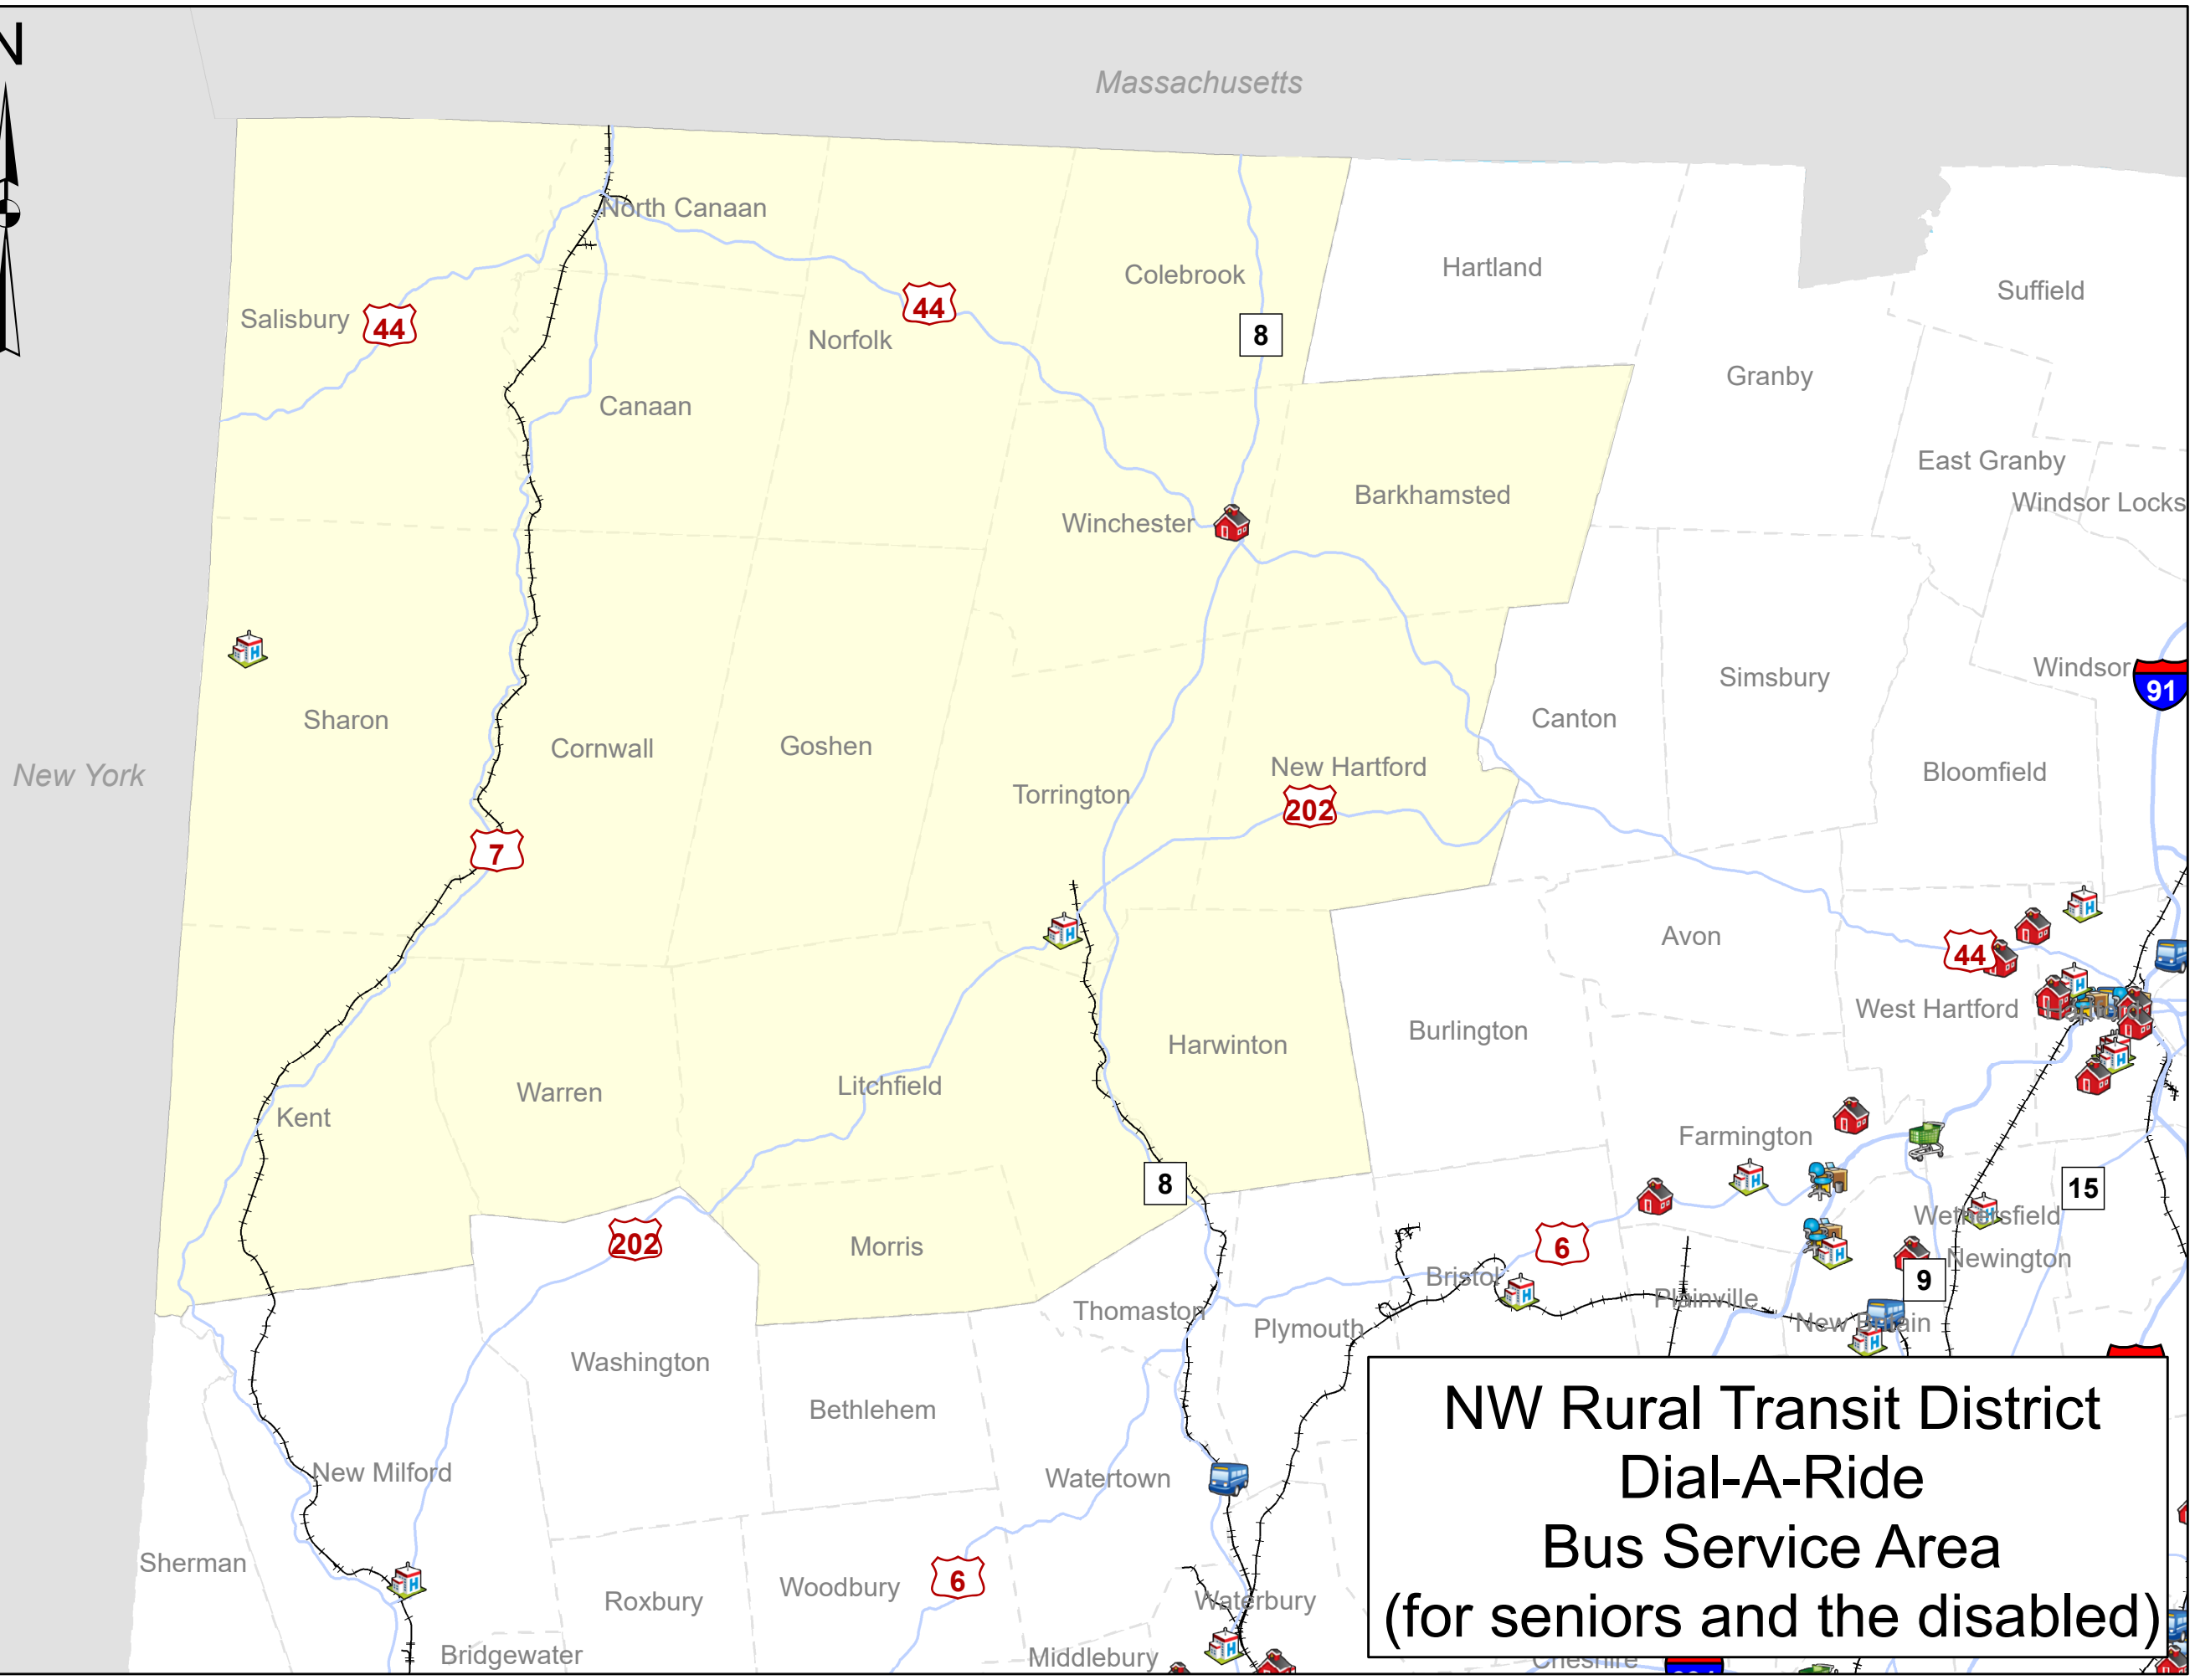 N
Massachusetts
North Canaan
Colebrook
Hartland
Suffield
Salisbury
44
44
8
Norfolk
Granby
Canaan
East Granby
Barkhamsted
Windsor Locks
Winchester
Windsor
Simsbury
91
Sharon
Canton
Cornwall
Goshen
New Hartford
New York
Bloomfield
Torrington
202
7
Avon
44
West Hartford
Burlington
Harwinton
Litchfield
Warren
Kent
Farmington
8
15
Wethersfield
202
Morris
6
Newington
Bristol
9
Plainville
Thomaston
Plymouth
New Britain
Washington
Bethlehem
NW Rural Transit District
Dial-A-Ride
Bus Service Area
(for seniors and the disabled)
New Milford
Watertown
Sherman
6
Woodbury
Roxbury
Waterbury
Bridgewater
Middlebury
Cheshire